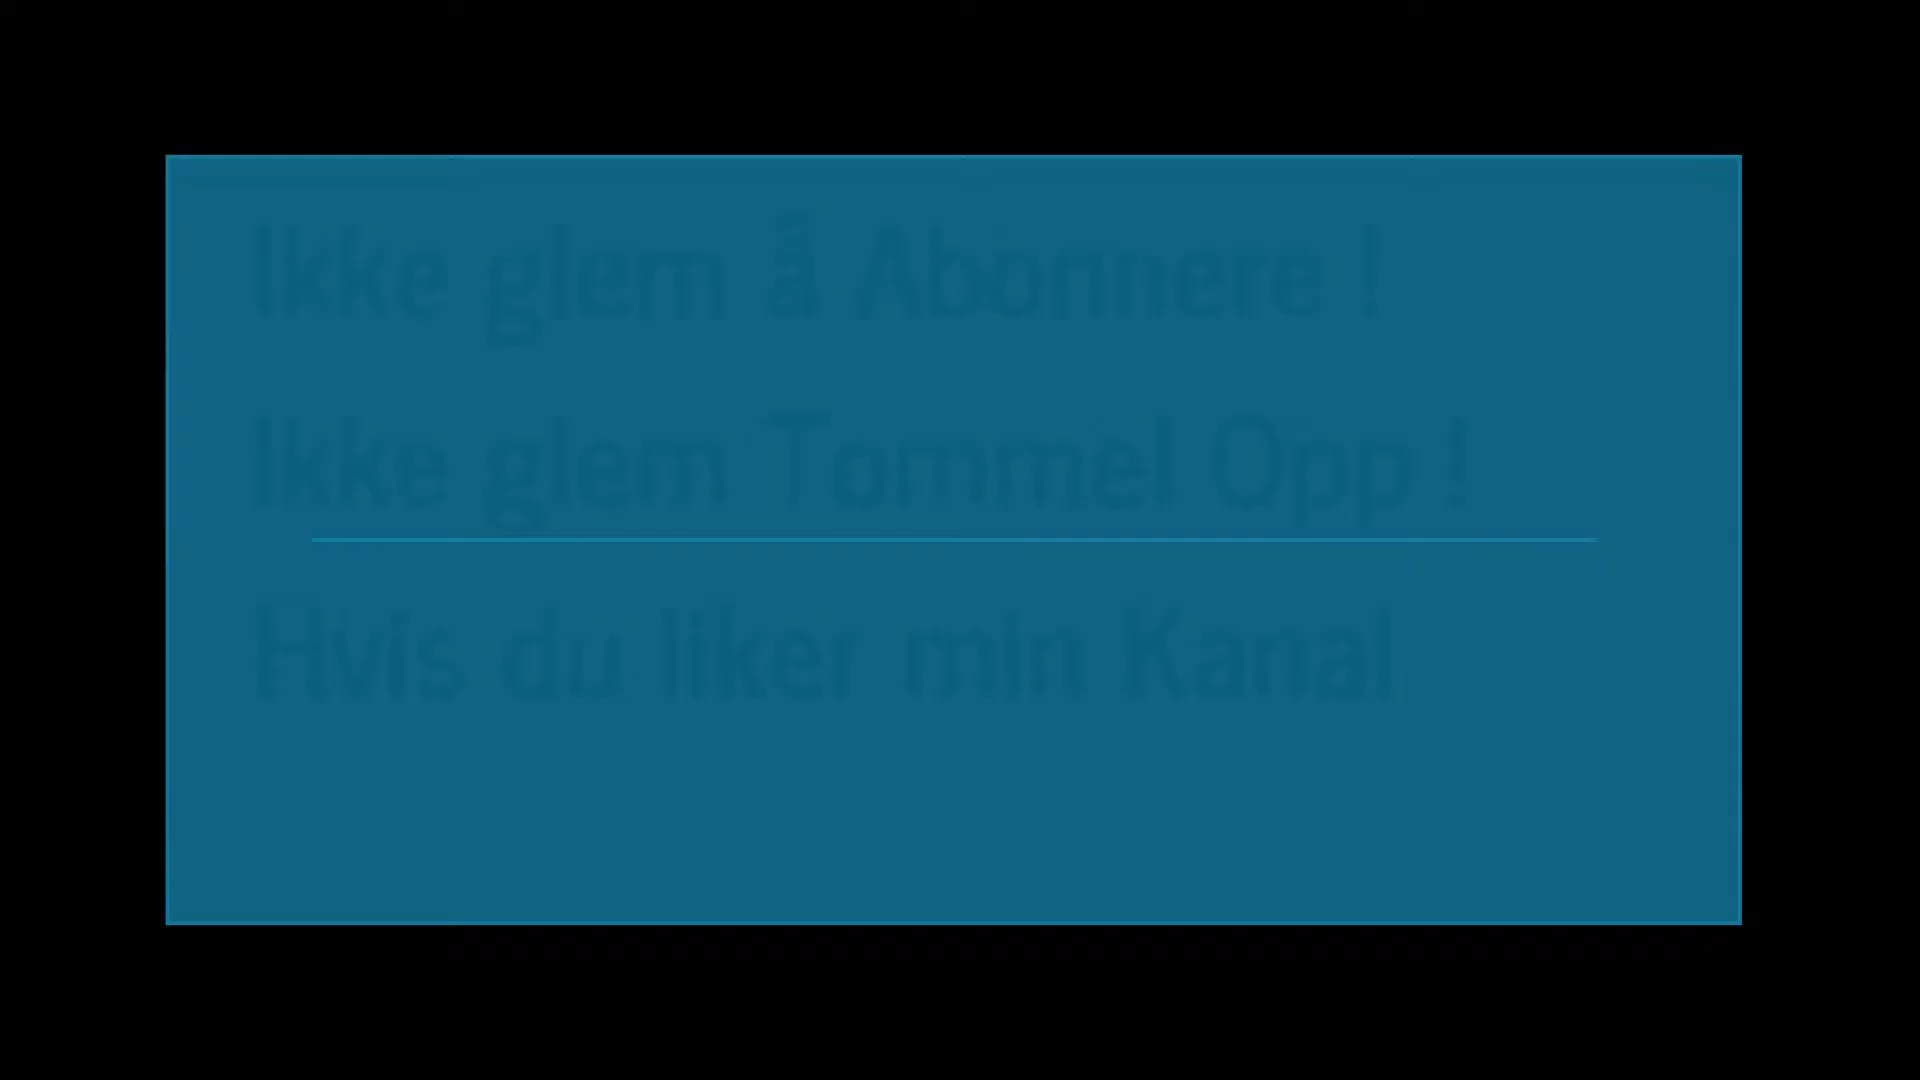 Ikke glem å Abonnere !
Ikke glem Tommel Opp !
Hvis du liker min Kanal